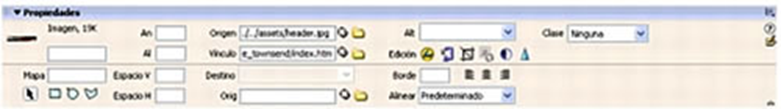 Propiedades
Imagen, 19K An Origen ./../assets/header.jpg Alt Clase Ninguna
Al Vínculo e_townsend/index.htm Edición
Mapa Espacio V Destino Borde
Espacio H Orig Alinear Predeterminado